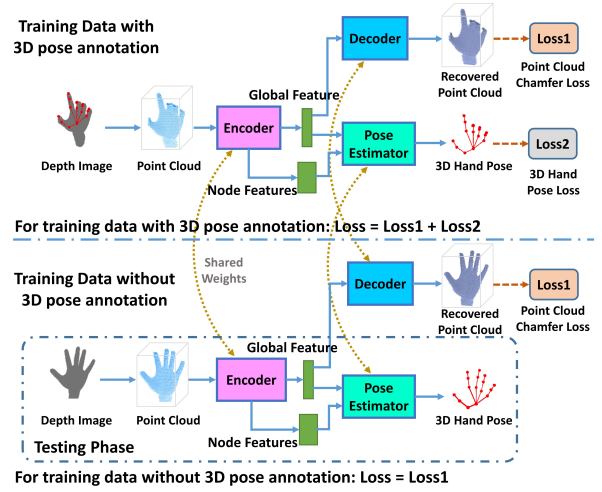 Training Data with
3D pose annotation
Decoder
Loss1
Recovered
Point Cloud
Point Cloud
Chamfer Loss
Global Feature
Encoder
Pose
Estimator
Loss2
Depth Image
Point Cloud
3D Hand Pose
3D Hand
Pose Loss
Node Features
For training data with 3D pose annotation: Loss = Loss1 + Loss2
Shared
Weights
Training Data without
3D pose annotation
Decoder
Loss1
Recovered
Point Cloud
Point Cloud
Chamfer Loss
Global Feature
Encoder
Pose
Estimator
Depth Image
Point Cloud
3D Hand Pose
Node Features
Testing Phase
For training data without 3D pose annotation: Loss = Loss1